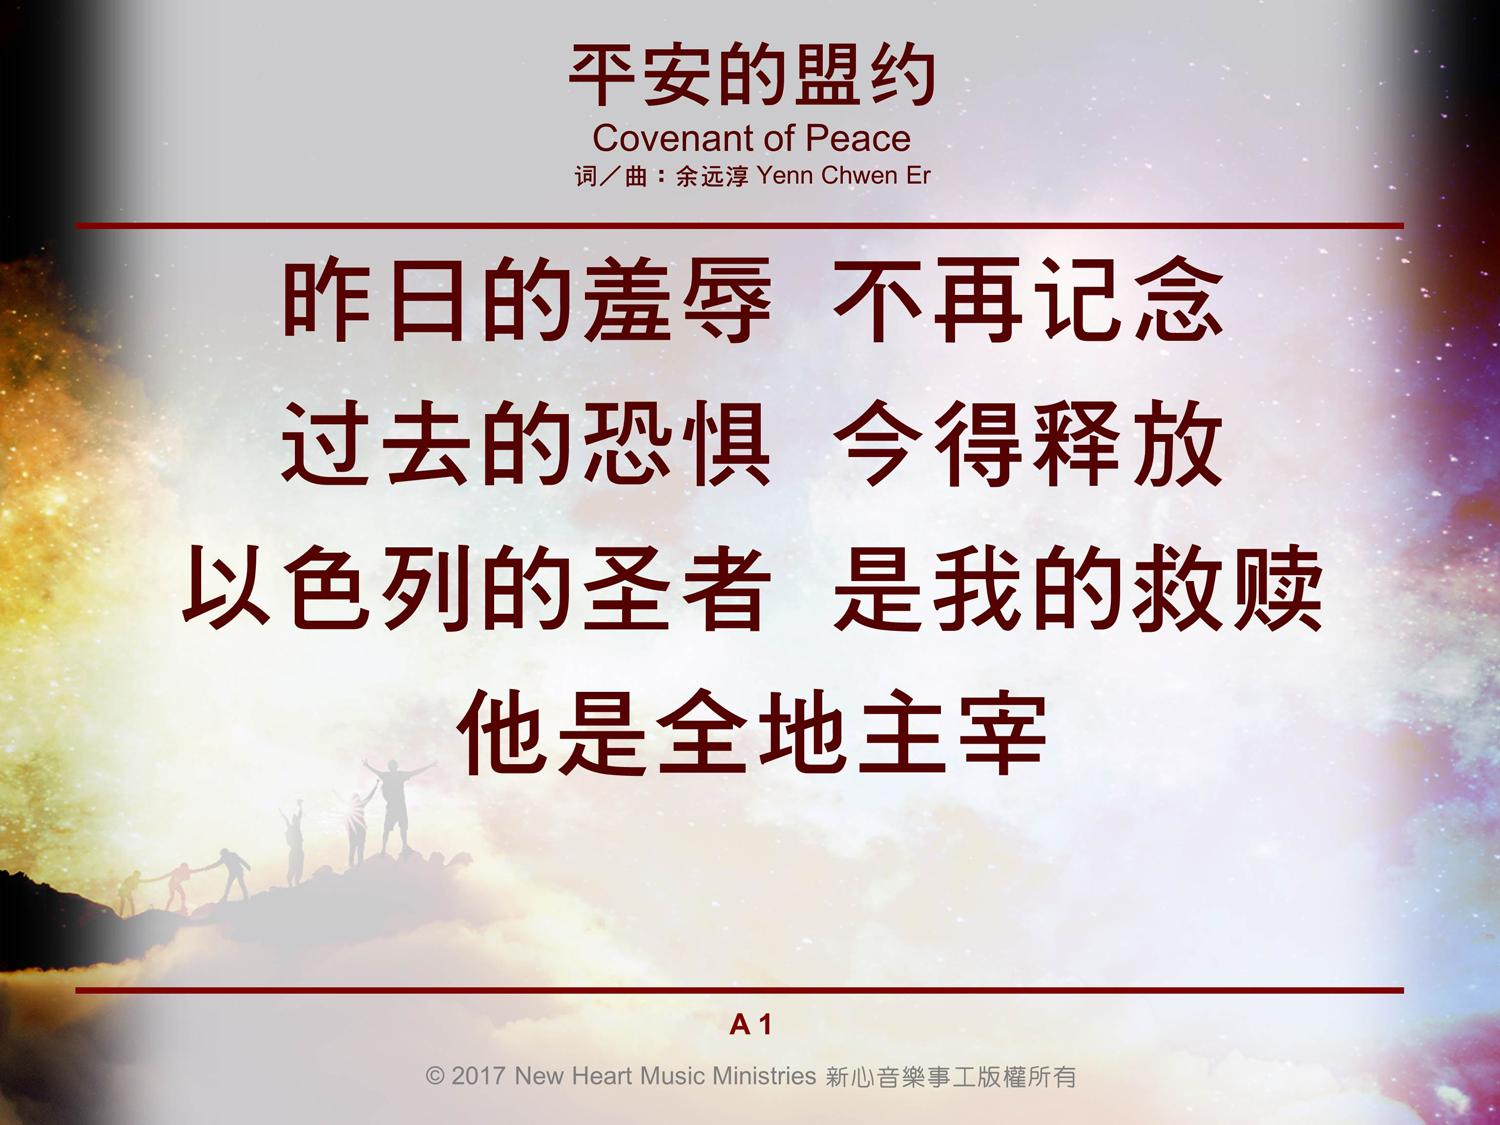 平安的盟约
Covenant of Peace
词／曲：余远淳 Yenn Chwen Er
昨日的羞辱 不再记念
过去的恐惧 今得释放
以色列的圣者 是我的救赎
他是全地主宰
A 1
© 2017 New Heart Music Ministries 新心音樂事工版權所有